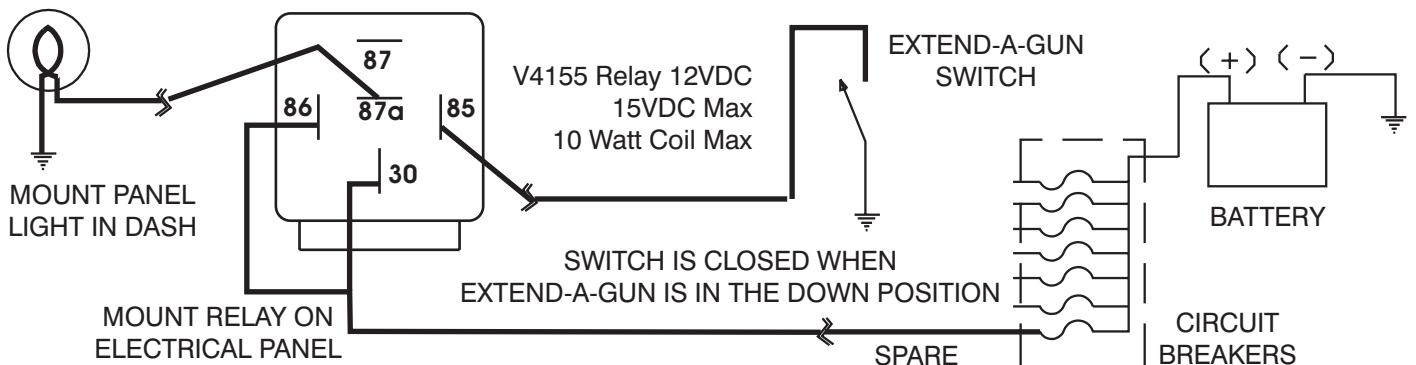 87
86
87a
85
30
V4155 Relay 12VDC
15VDC Max
10 Watt Coil Max
EXTEND-A-GUN
SWITCH
(+)
(-)
MOUNT PANEL
LIGHT IN DASH
BATTERY
SWITCH IS CLOSED WHEN
EXTEND-A-GUN IS IN THE DOWN POSITION
MOUNT RELAY ON
ELECTRICAL PANEL
SPARE
CIRCUIT
BREAKERS